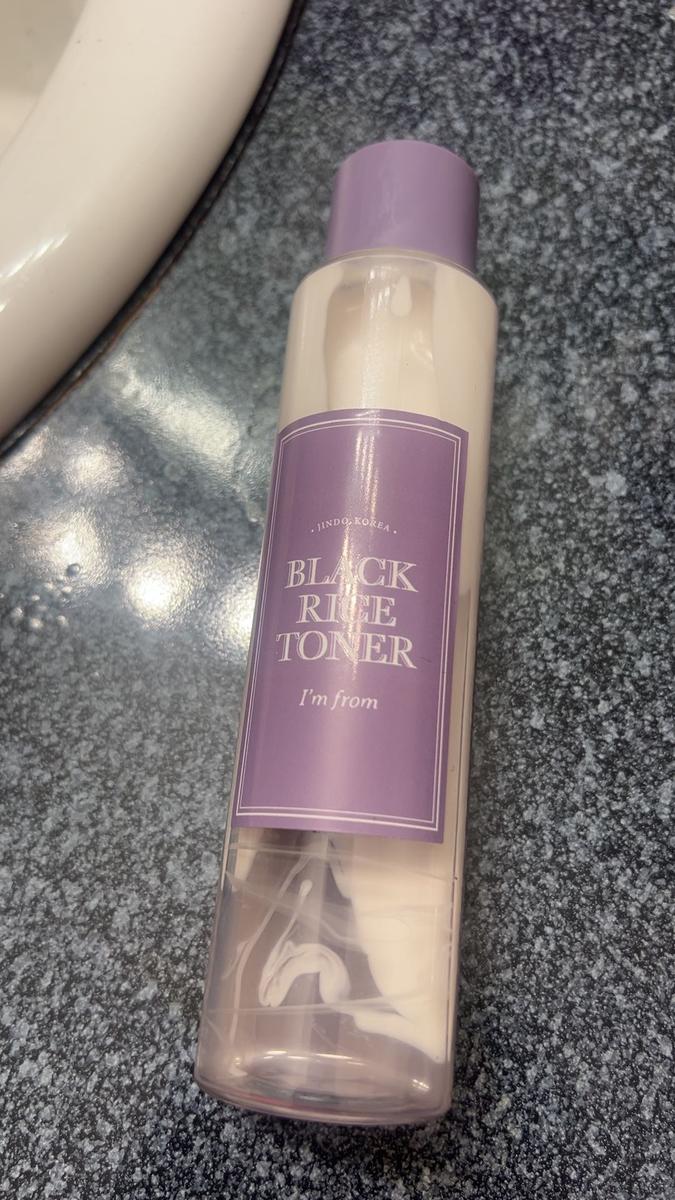 · JINDO, KOREA ·
BLACK
RICE
TONER
I'm from